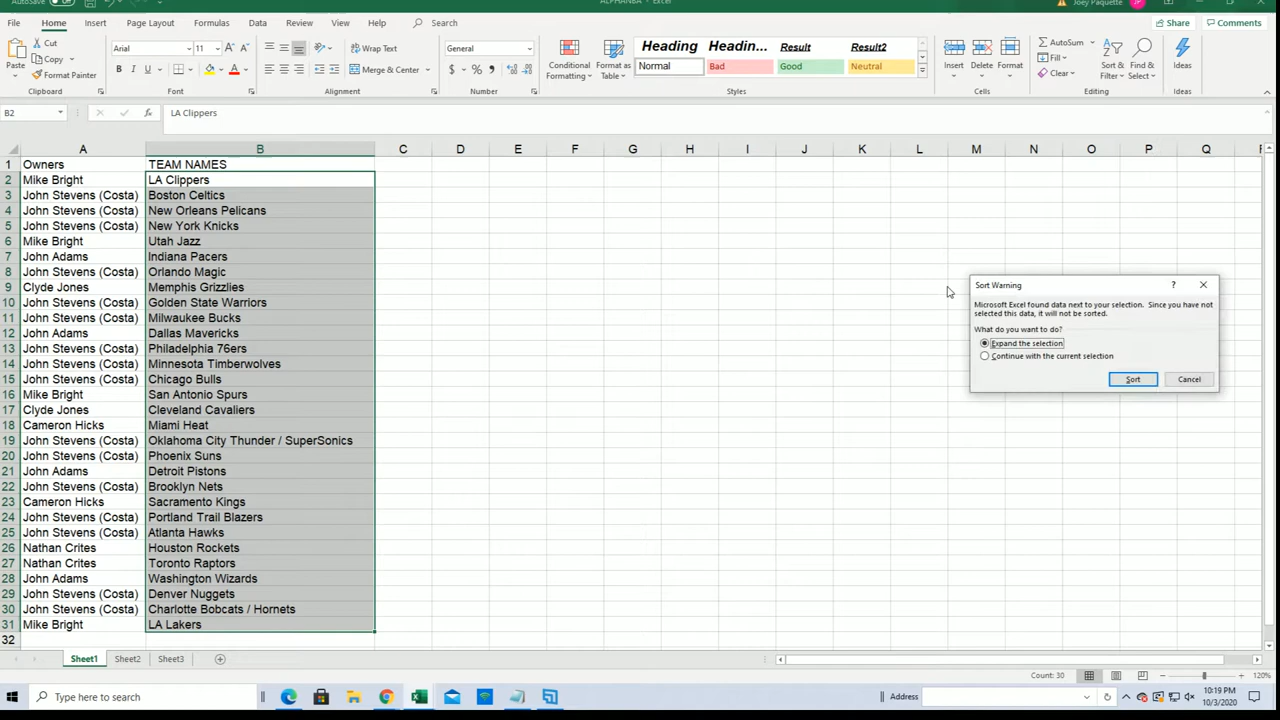 AutoSave Off ALPHANBA - Excel Joey Paquette JP
File Home Insert Page Layout Formulas Data Review View Help Search Share Comments
Cut Arial 11 Wrap Text General Heading Headin... Result Result2 AutoSum
Copy Fill
Paste Format Painter Merge & Center Conditional Formatting Format as Table Normal Bad Good Neutral Insert Delete Format Clear Sort & Filter Find & Select Ideas
Clipboard Font Alignment Number Styles Cells Editing Ideas
B2 LA Clippers
A B C D E F G H I J K L M N O P Q
1 Owners TEAM NAMES
2 Mike Bright LA Clippers
3 John Stevens (Costa) Boston Celtics
4 John Stevens (Costa) New Orleans Pelicans
5 John Stevens (Costa) New York Knicks
6 Mike Bright Utah Jazz
7 John Adams Indiana Pacers
8 John Stevens (Costa) Orlando Magic
9 Clyde Jones Memphis Grizzlies
10 John Stevens (Costa) Golden State Warriors
11 John Stevens (Costa) Milwaukee Bucks
12 John Adams Dallas Mavericks
13 John Stevens (Costa) Philadelphia 76ers
14 John Stevens (Costa) Minnesota Timberwolves
15 John Stevens (Costa) Chicago Bulls
16 Mike Bright San Antonio Spurs
17 Clyde Jones Cleveland Cavaliers
18 Cameron Hicks Miami Heat
19 John Stevens (Costa) Oklahoma City Thunder / SuperSonics
20 John Stevens (Costa) Phoenix Suns
21 John Adams Detroit Pistons
22 John Stevens (Costa) Brooklyn Nets
23 Cameron Hicks Sacramento Kings
24 John Stevens (Costa) Portland Trail Blazers
25 John Stevens (Costa) Atlanta Hawks
26 Nathan Crites Houston Rockets
27 Nathan Crites Toronto Raptors
28 John Adams Washington Wizards
29 John Stevens (Costa) Denver Nuggets
30 John Stevens (Costa) Charlotte Bobcats / Hornets
31 Mike Bright LA Lakers
32
Sort Warning
Microsoft Excel found data next to your selection. Since you have not
selected this data, it will not be sorted.
What do you want to do?
Expand the selection
Continue with the current selection
Sort Cancel
Sheet1 Sheet2 Sheet3
Count: 30 120%
Type here to search Address 10:19 PM
10/3/2020